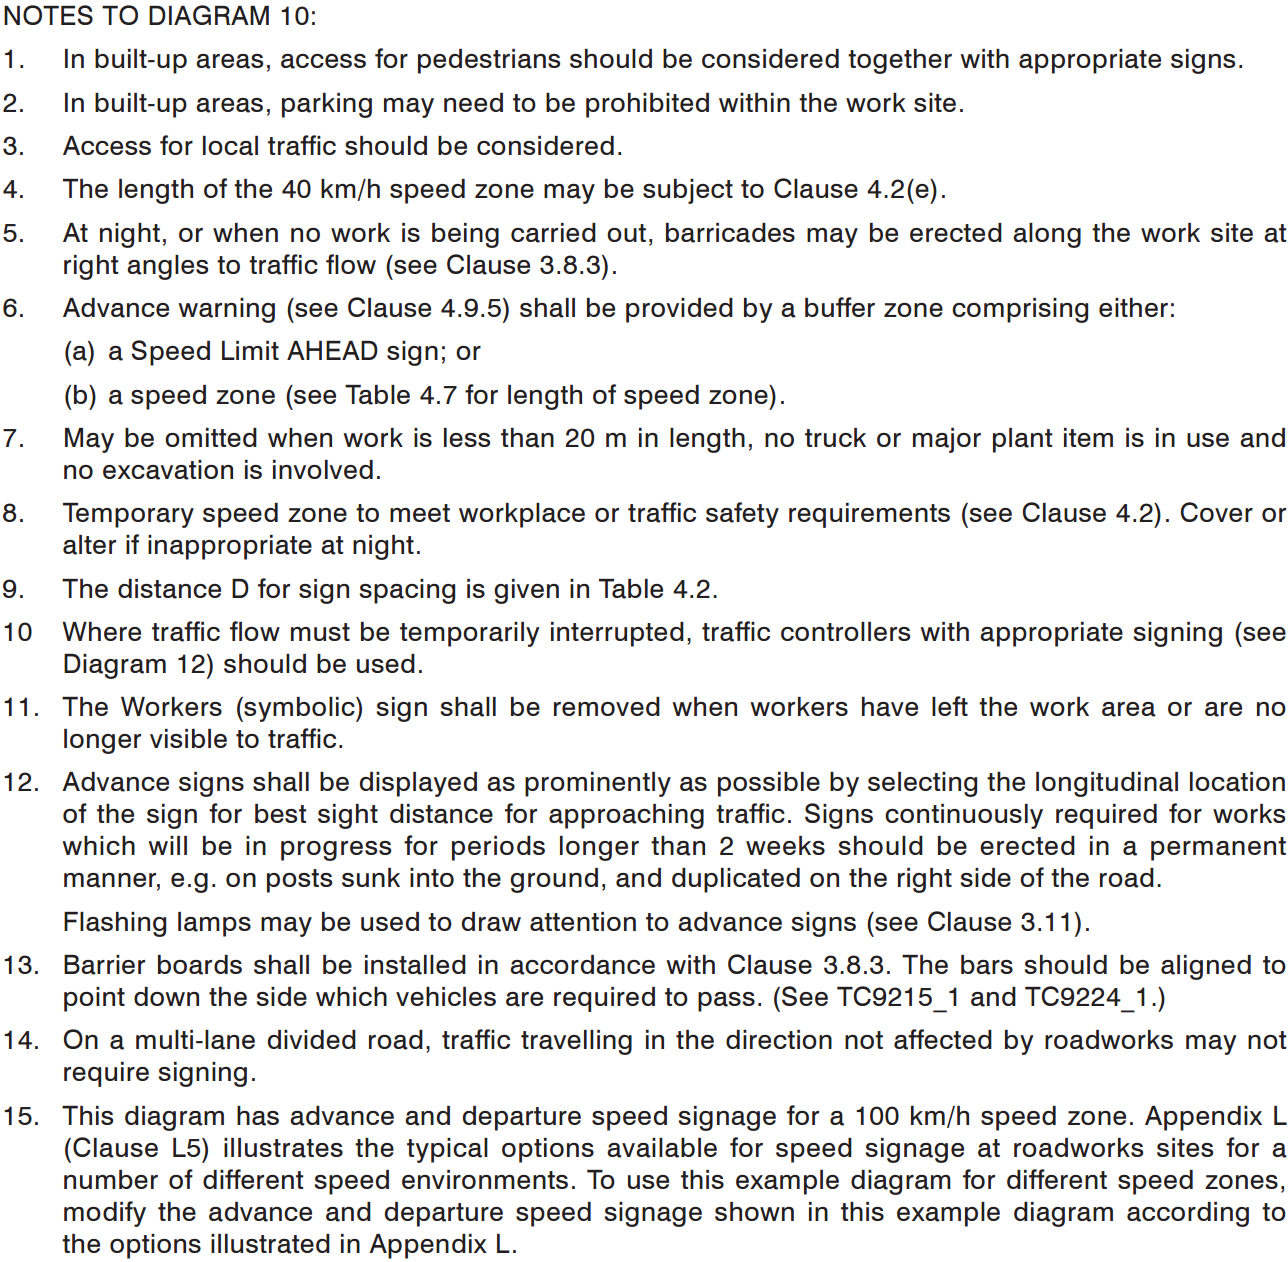 NOTES TO DIAGRAM 10:
1. In built-up areas, access for pedestrians should be considered together with appropriate signs.
2. In built-up areas, parking may need to be prohibited within the work site.
3. Access for local traffic should be considered.
4. The length of the 40 km/h speed zone may be subject to Clause 4.2(e).
5. At night, or when no work is being carried out, barricades may be erected along the work site at
right angles to traffic flow (see Clause 3.8.3).
6. Advance warning (see Clause 4.9.5) shall be provided by a buffer zone comprising either:
(a) a Speed Limit AHEAD sign; or
(b) a speed zone (see Table 4.7 for length of speed zone).
7. May be omitted when work is less than 20 m in length, no truck or major plant item is in use and
no excavation is involved.
8. Temporary speed zone to meet workplace or traffic safety requirements (see Clause 4.2). Cover or
alter if inappropriate at night.
9. The distance D for sign spacing is given in Table 4.2.
10 Where traffic flow must be temporarily interrupted, traffic controllers with appropriate signing (see
Diagram 12) should be used.
11. The Workers (symbolic) sign shall be removed when workers have left the work area or are no
longer visible to traffic.
12. Advance signs shall be displayed as prominently as possible by selecting the longitudinal location
of the sign for best sight distance for approaching traffic. Signs continuously required for works
which will be in progress for periods longer than 2 weeks should be erected in a permanent
manner, e.g. on posts sunk into the ground, and duplicated on the right side of the road.
Flashing lamps may be used to draw attention to advance signs (see Clause 3.11).
13. Barrier boards shall be installed in accordance with Clause 3.8.3. The bars should be aligned to
point down the side which vehicles are required to pass. (See TC9215_1 and TC9224_1.)
14. On a multi-lane divided road, traffic travelling in the direction not affected by roadworks may not
require signing.
15. This diagram has advance and departure speed signage for a 100 km/h speed zone. Appendix L
(Clause L5) illustrates the typical options available for speed signage at roadworks sites for a
number of different speed environments. To use this example diagram for different speed zones,
modify the advance and departure speed signage shown in this example diagram according to
the options illustrated in Appendix L.